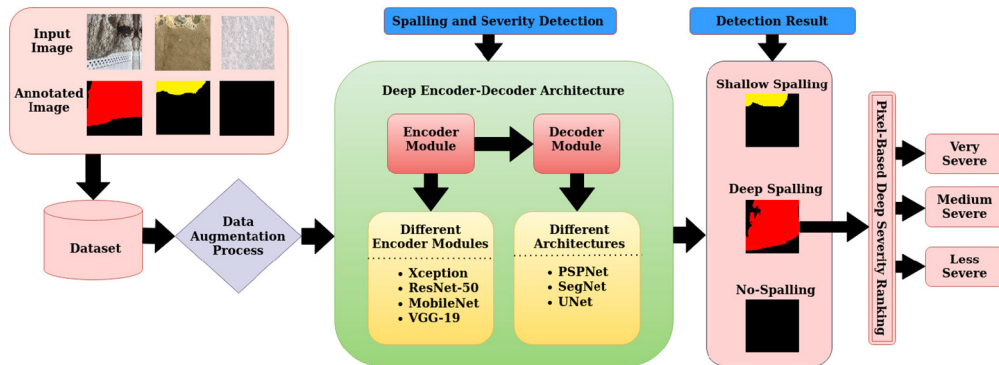 Input
Image
Annotated
Image
Dataset
Data
Augmentation
Process
Spalling and Severity Detection
Deep Encoder-Decoder Architecture
Encoder
Module
Decoder
Module
Different
Encoder Modules
• Xception
• ResNet-50
• MobileNet
• VGG-19
Different
Architectures
• PSPNet
• SegNet
• UNet
Detection Result
Shallow Spalling
Deep Spalling
No-Spalling
Pixel-Based Deep Severity Ranking
Very
Severe
Medium
Severe
Less
Severe